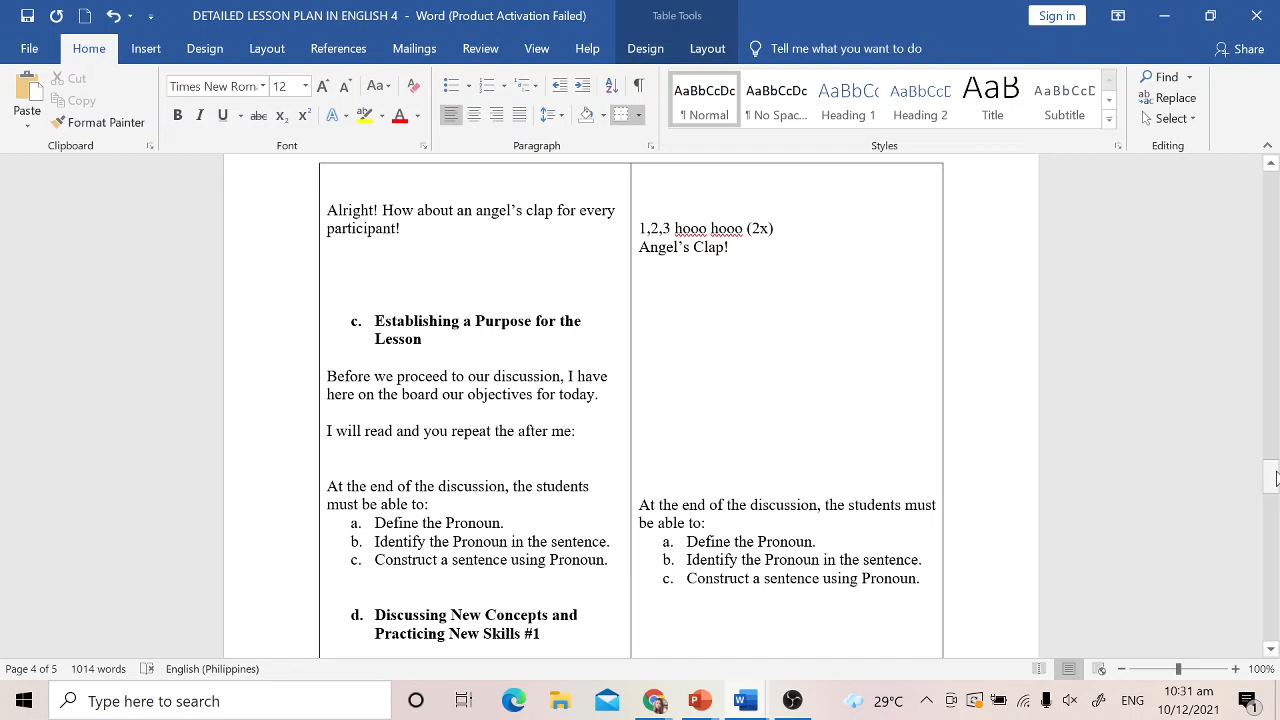 DETAILED LESSON PLAN IN ENGLISH 4 - Word (Product Activation Failed)
Table Tools
Sign in
File Home Insert Design Layout References Mailings Review View Help Design Layout Tell me what you want to do Share
Paste
Cut
Copy
Format Painter
Clipboard
Times New Rom 12
Font
Paragraph
AaBbCcDc AaBbCcDc AaBbCc AaBbCcD AaB AaBbCcD
¶ Normal ¶ No Spac... Heading 1 Heading 2 Title Subtitle
Styles
Find
Replace
Select
Editing
Alright! How about an angel’s clap for every
participant!
c. Establishing a Purpose for the
Lesson
Before we proceed to our discussion, I have
here on the board our objectives for today.
I will read and you repeat the after me:
At the end of the discussion, the students
must be able to:
a. Define the Pronoun.
b. Identify the Pronoun in the sentence.
c. Construct a sentence using Pronoun.
d. Discussing New Concepts and
Practicing New Skills #1
1,2,3 hooo hooo (2x)
Angel’s Clap!
At the end of the discussion, the students must
be able to:
a. Define the Pronoun.
b. Identify the Pronoun in the sentence.
c. Construct a sentence using Pronoun.
Page 4 of 5 1014 words English (Philippines) 100%
Type here to search
29°C ENG
10:31 am
10/12/2021
1